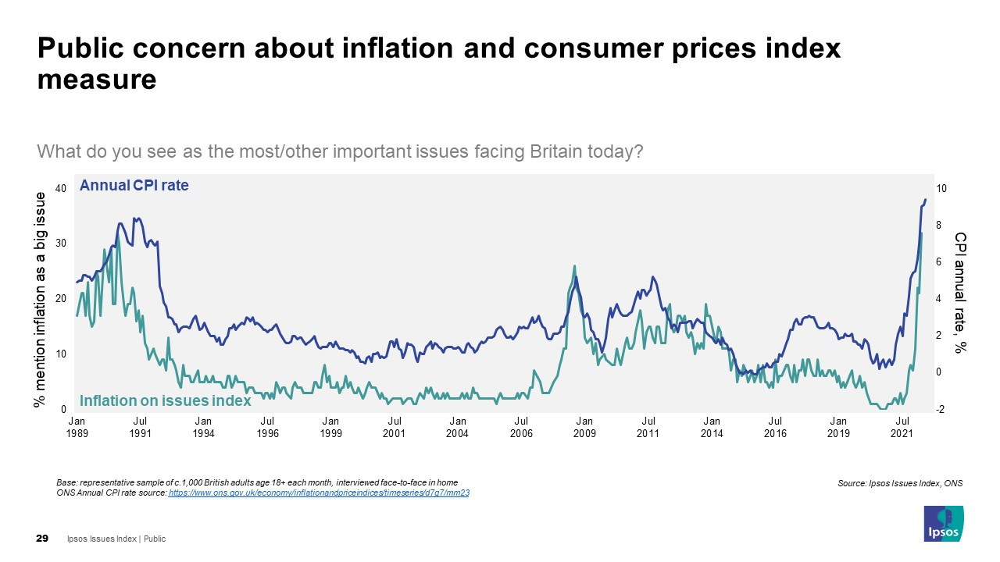 Public concern about inflation and consumer prices index
measure
What do you see as the most/other important issues facing Britain today?
Annual CPI rate
Inflation on issues index
% mention inflation as a big issue
40
30
20
10
0
CPI annual rate, %
10
8
6
4
2
0
-2
Jan 1989
Jul 1991
Jan 1994
Jul 1996
Jan 1999
Jul 2001
Jan 2004
Jul 2006
Jan 2009
Jul 2011
Jan 2014
Jul 2016
Jan 2019
Jul 2021
Base: representative sample of c.1,000 British adults age 18+ each month, interviewed face-to-face in home
ONS Annual CPI rate source: https://www.ons.gov.uk/economy/inflationandpriceindices/timeseries/d7g7/mm23
Source: Ipsos Issues Index, ONS
29
Ipsos Issues Index | Public
Ipsos